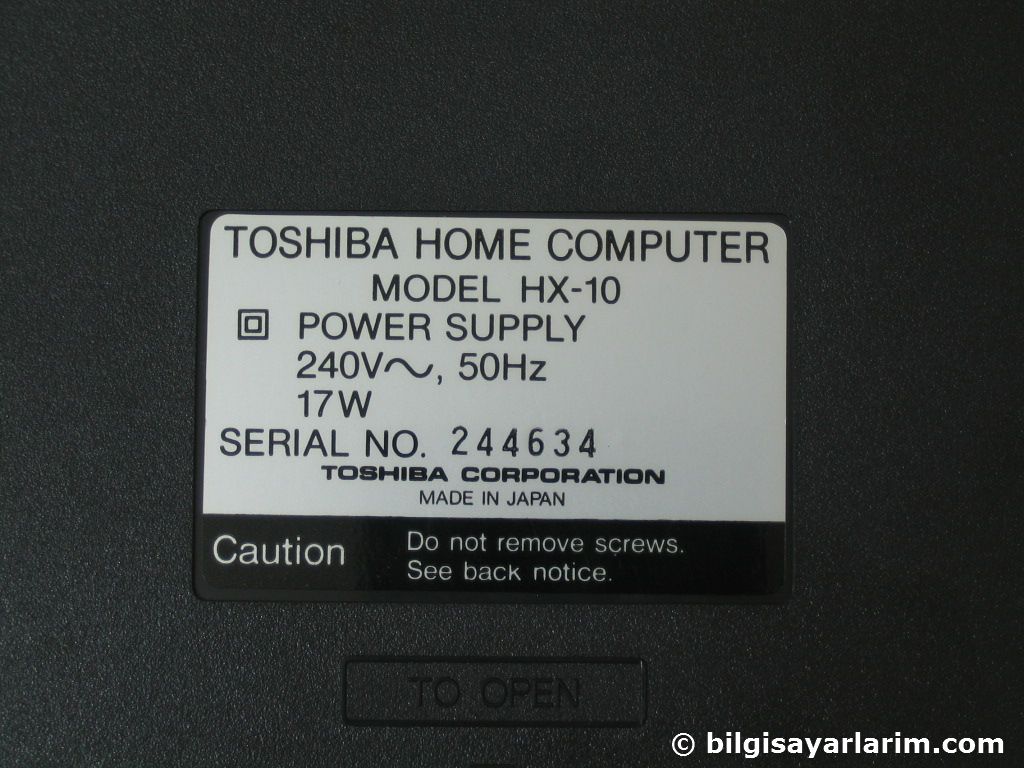 TOSHIBA HOME COMPUTER
MODEL HX-10
POWER SUPPLY
240V~, 50Hz
17W
SERIAL NO. 244634
TOSHIBA CORPORATION
MADE IN JAPAN
Caution
Do not remove screws.
See back notice.
TO OPEN
© bilgisayarlarim.com